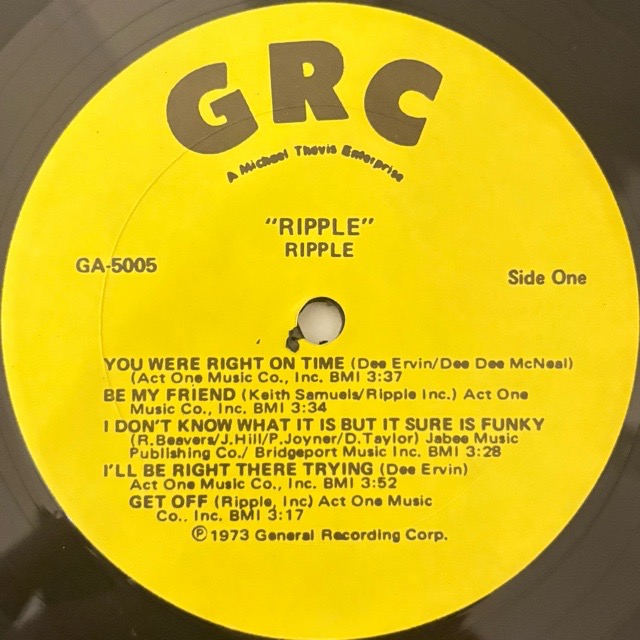 GRC
A Michael Thevis Enterprise
"RIPPLE"
RIPPLE
GA-5005
Side One
YOU WERE RIGHT ON TIME (Dee Ervin/Dee Dee McNeal)
(Act One Music Co., Inc. BMI 3:37
BE MY FRIEND (Keith Samuels/Ripple Inc.) Act One
Music Co., Inc. BMI 3:34
I DON'T KNOW WHAT IT IS BUT IT SURE IS FUNKY
(R.Beavers/J.Hill/P.Joyner/D.Taylor) Jabee Music
Publishing Co./ Bridgeport Music Inc. BMI 3:28
I'LL BE RIGHT THERE TRYING (Dee Ervin)
Act One Music Co., Inc. BMI 3:52
GET OFF (Ripple, Inc) Act One Music
Co., Inc. BMI 3:17
℗1973 General Recording Corp.